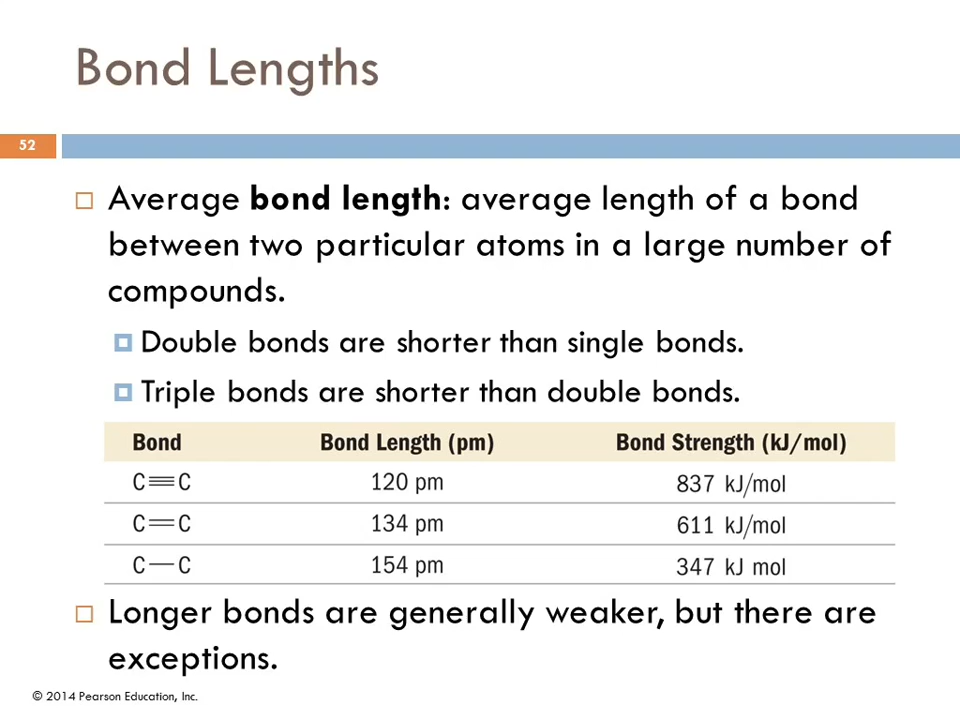 Bond Lengths
52
Average bond length: average length of a bond
between two particular atoms in a large number of
compounds.
Double bonds are shorter than single bonds.
Triple bonds are shorter than double bonds.
Bond Bond Length (pm) Bond Strength (kJ/mol)
C≡C 120 pm 837 kJ/mol
C=C 134 pm 611 kJ/mol
C—C 154 pm 347 kJ mol
Longer bonds are generally weaker, but there are
exceptions.
© 2014 Pearson Education, Inc.